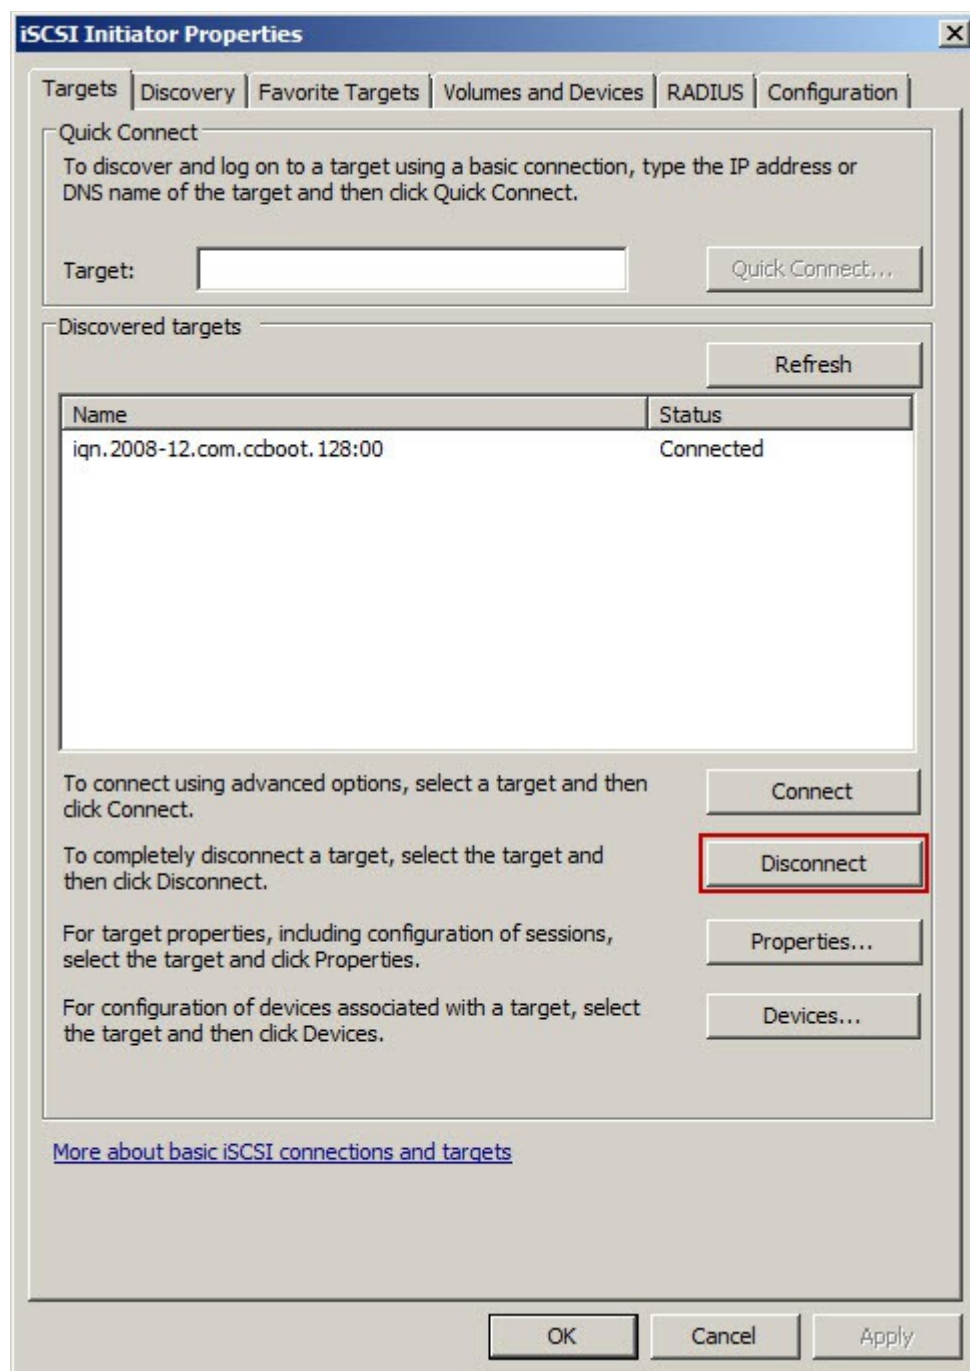 iSCSI Initiator Properties
Targets Discovery Favorite Targets Volumes and Devices RADIUS Configuration
Quick Connect
To discover and log on to a target using a basic connection, type the IP address or
DNS name of the target and then click Quick Connect.
Target: Quick Connect...
Discovered targets
Refresh
Name Status
iqn.2008-12.com.ccboot.128:00 Connected
To connect using advanced options, select a target and then
click Connect.
Connect
To completely disconnect a target, select the target and
then click Disconnect.
Disconnect
For target properties, including configuration of sessions,
select the target and click Properties.
Properties...
For configuration of devices associated with a target, select
the target and then click Devices.
Devices...
More about basic iSCSI connections and targets
OK Cancel Apply